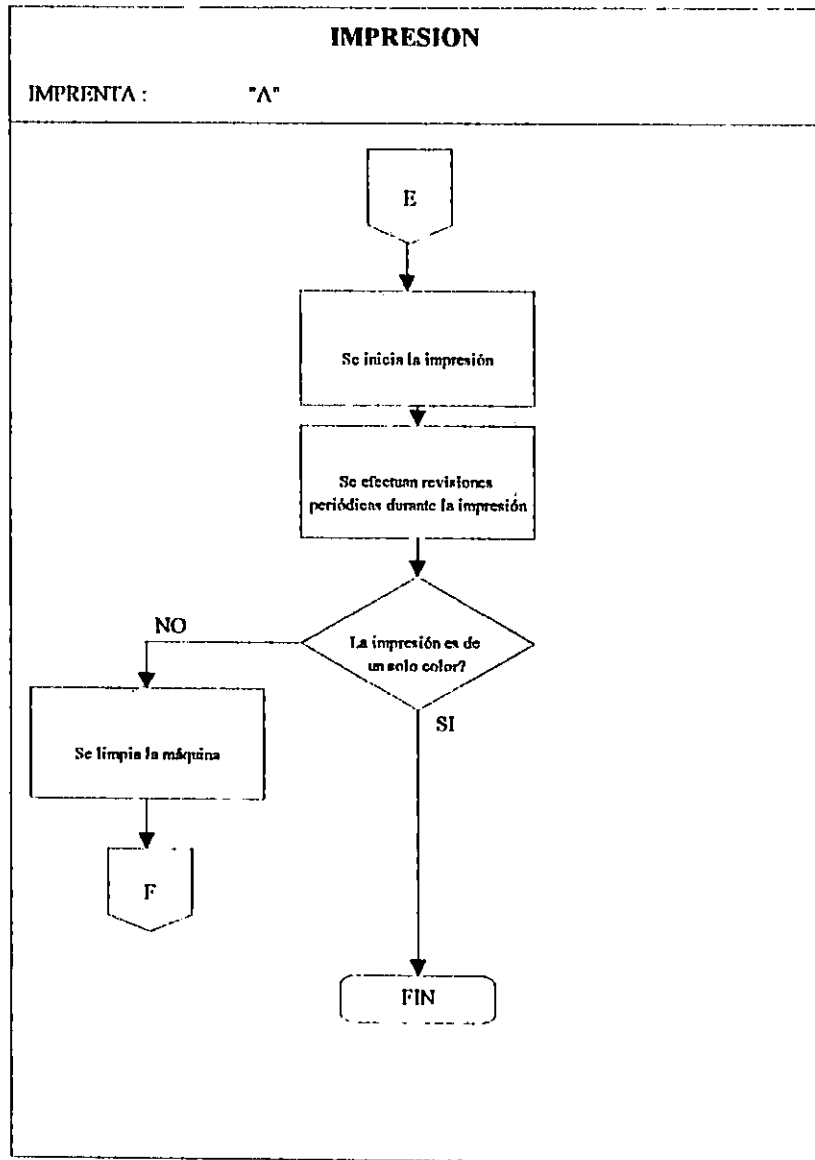 IMPRESION
IMPRENTA : "A"
E
Se inicia la impresión
Se efectuan revisiones
periódicas durante la impresión
La impresión es de
un solo color?
NO
SI
Se limpia la máquina
F
FIN